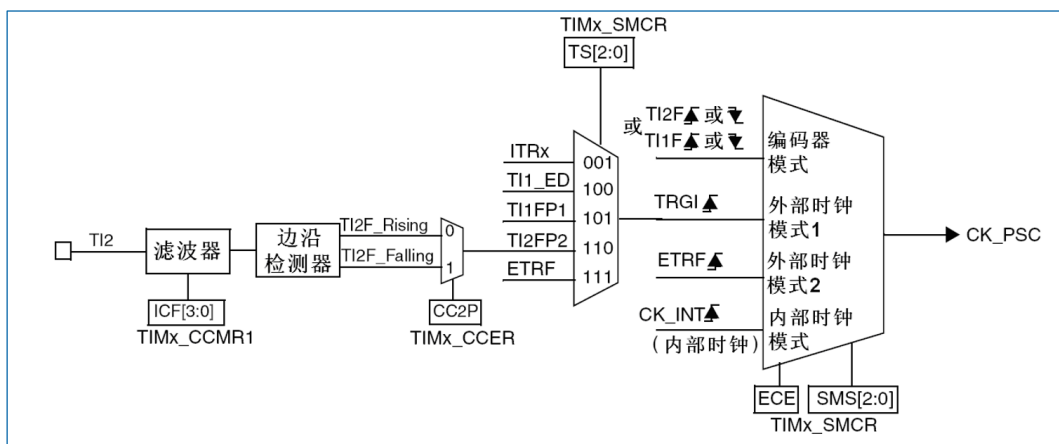 TIMx_SMCR
TS[2:0]
TI2F 或
或
TI1F 或
编码器
模式
ITRx
001
TI1_ED
100
TI1FP1
101
TRGI
外部时钟
模式1
CK_PSC
TI2
滤波器
边沿
检测器
TI2F_Rising
0
TI2F_Falling
1
TI2FP2
110
ETRF
111
ETRF
外部时钟
模式2
ICF[3:0]
TIMx_CCMR1
CC2P
TIMx_CCER
CK_INT
(内部时钟)
内部时钟
模式
ECE
SMS[2:0]
TIMx_SMCR